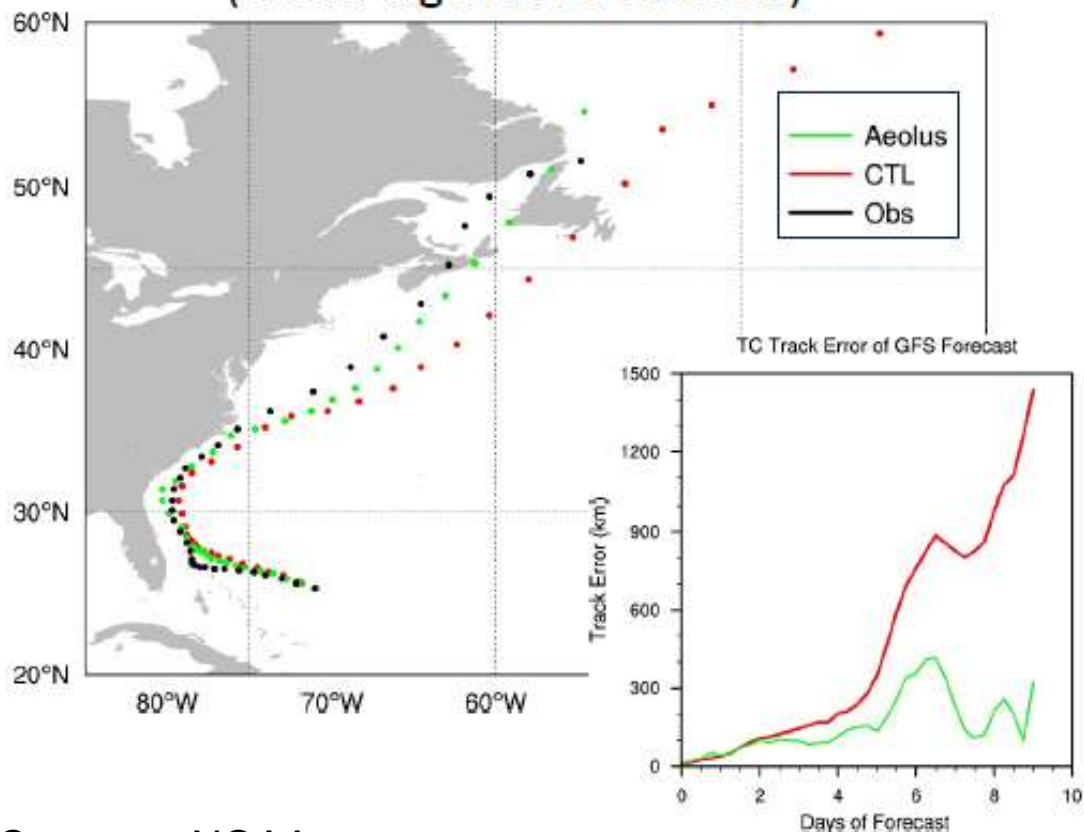 60°N
50°N
40°N
30°N
20°N
80°W 70°W 60°W
Aeolus
CTL
Obs
TC Track Error of GFS Forecast
1500
1200
900
600
300
0
Track Error (km)
0 2 4 6 8 10
Days of Forecast